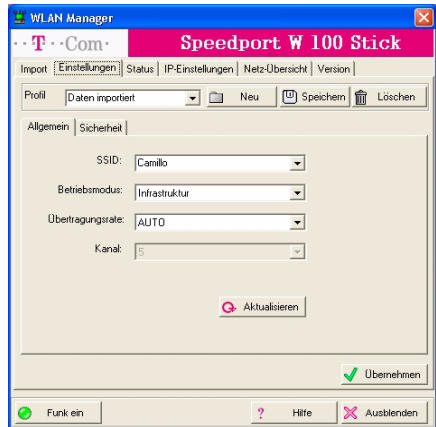 WLAN Manager
··T··Com· Speedport W 100 Stick
Import Einstellungen Status IP-Einstellungen Netz-Übersicht Version
Profil Daten importiert Neu Speichern Löschen
Allgemein Sicherheit
SSID: Camillo
Betriebsmodus: Infrastruktur
Übertragungsrate: AUTO
Kanal: 5
Aktualisieren
Übernehmen
Funk ein ? Hilfe Ausblenden